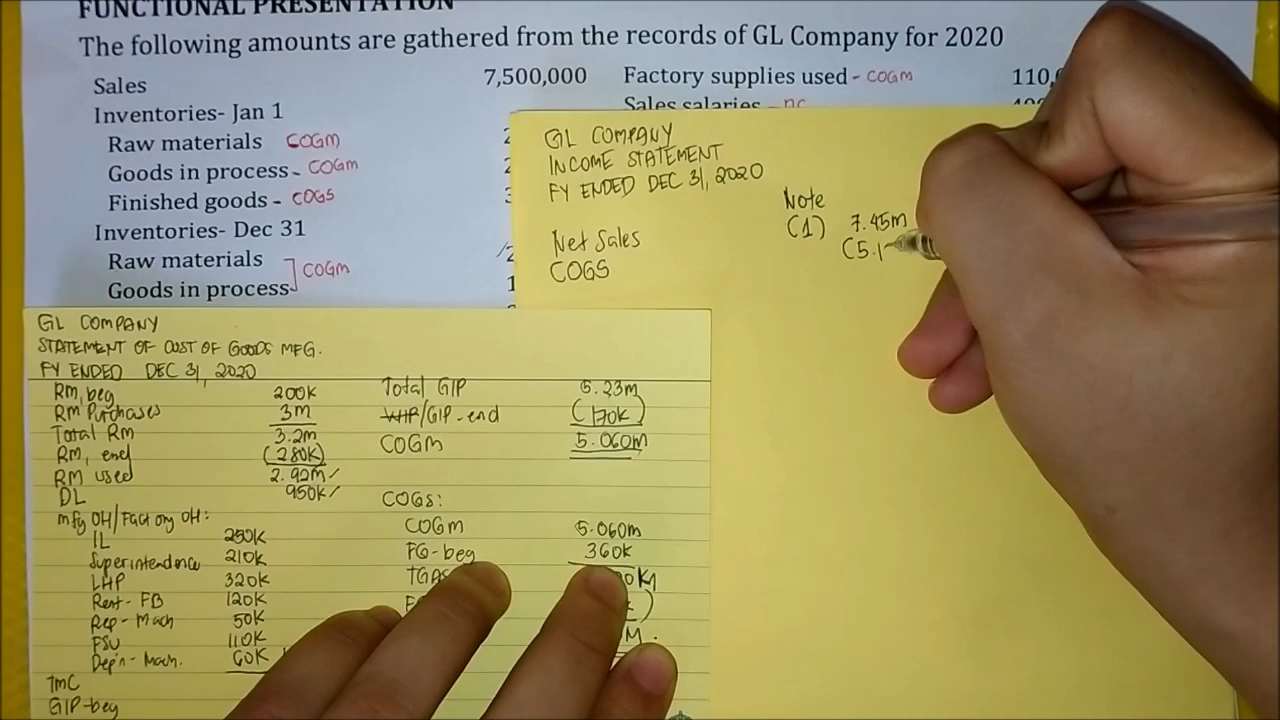 FUNCTIONAL PRESENTATION
The following amounts are gathered from the records of GL Company for 2020
Sales 7,500,000
Inventories- Jan 1
Raw materials COGM
Goods in process - COGM
Finished goods - COGS
Inventories- Dec 31
Raw materials
Goods in process
COGM
Factory supplies used - COGM 110,
Sales salaries - DC
GL COMPANY
INCOME STATEMENT
FY ENDED DEC 31, 2020
Note
Net Sales (1) 7.45m
COGS (5.1
GL COMPANY
STATEMENT OF COST OF GOODS MFG.
FY ENDED DEC 31, 2020
RM, beg 200K
RM Purchases 3M
Total RM 3.2m
RM, end (280K)
RM used 2.92M
DL 950K
Mfg OH/Factory OH:
IL 250K
Superintendence 210K
LHP 320K
Rent - FB 120K
Rep - Mach 50K
FSU 110K
Dep'n - Mach. 60K
TMC
GIP-beg
Total GIP 5.23m
WIP/GIP-end (170K)
COGM 5.060m
COGS:
COGM 5.060m
FG-beg 360K